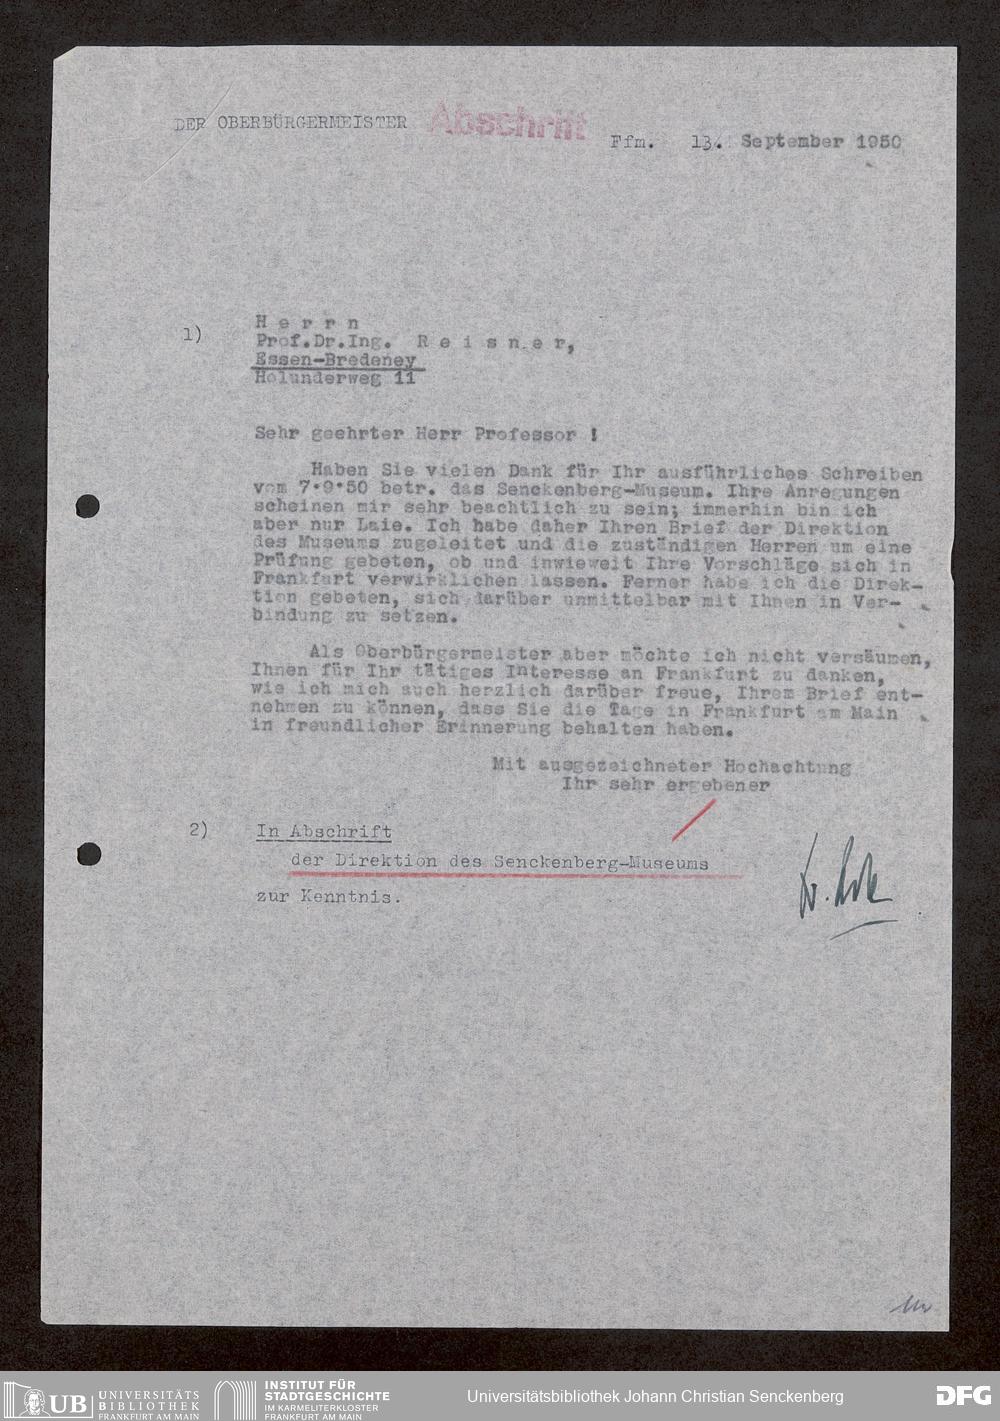 DER OBERBÜRGERMEISTER
Abschrift
Ffm. 13. September 1950
1) H e r r n
Prof.Dr.Ing. R e i s n e r,
Essen-Bredeney
Holunderweg 11
Sehr geehrter Herr Professor !
Haben Sie vielen Dank für Ihr ausführliches Schreiben
vom 7.9.50 betr. das Senckenberg-Museum. Ihre Anregungen
scheinen mir sehr beachtlich zu sein; immerhin bin ich
aber nur Laie. Ich habe daher Ihren Brief der Direktion
des Museums zugeleitet und die zuständigen Herren um eine
Prüfung gebeten, ob und inwieweit Ihre Vorschläge sich in
Frankfurt verwirklichen lassen. Ferner habe ich die Direk-
tion gebeten, sich darüber unmittelbar mit Ihnen in Ver-
bindung zu setzen.
Als Oberbürgermeister aber möchte ich nicht versäumen,
Ihnen für Ihr tätiges Interesse an Frankfurt zu danken,
wie ich mich auch herzlich darüber freue, Ihrem Brief ent-
nehmen zu können, dass Sie die Tage in Frankfurt am Main
in freundlicher Erinnerung behalten haben.
Mit ausgezeichneter Hochachtung
Ihr sehr ergebener
2) In Abschrift
der Direktion des Senckenberg-Museums
zur Kenntnis.
UB UNIVERSITÄTS
BIBLIOTHEK
FRANKFURT AM MAIN
INSTITUT FÜR
STADTGESCHICHTE
IM KARMELITERKLOSTER
FRANKFURT AM MAIN
Universitätsbibliothek Johann Christian Senckenberg
DFG